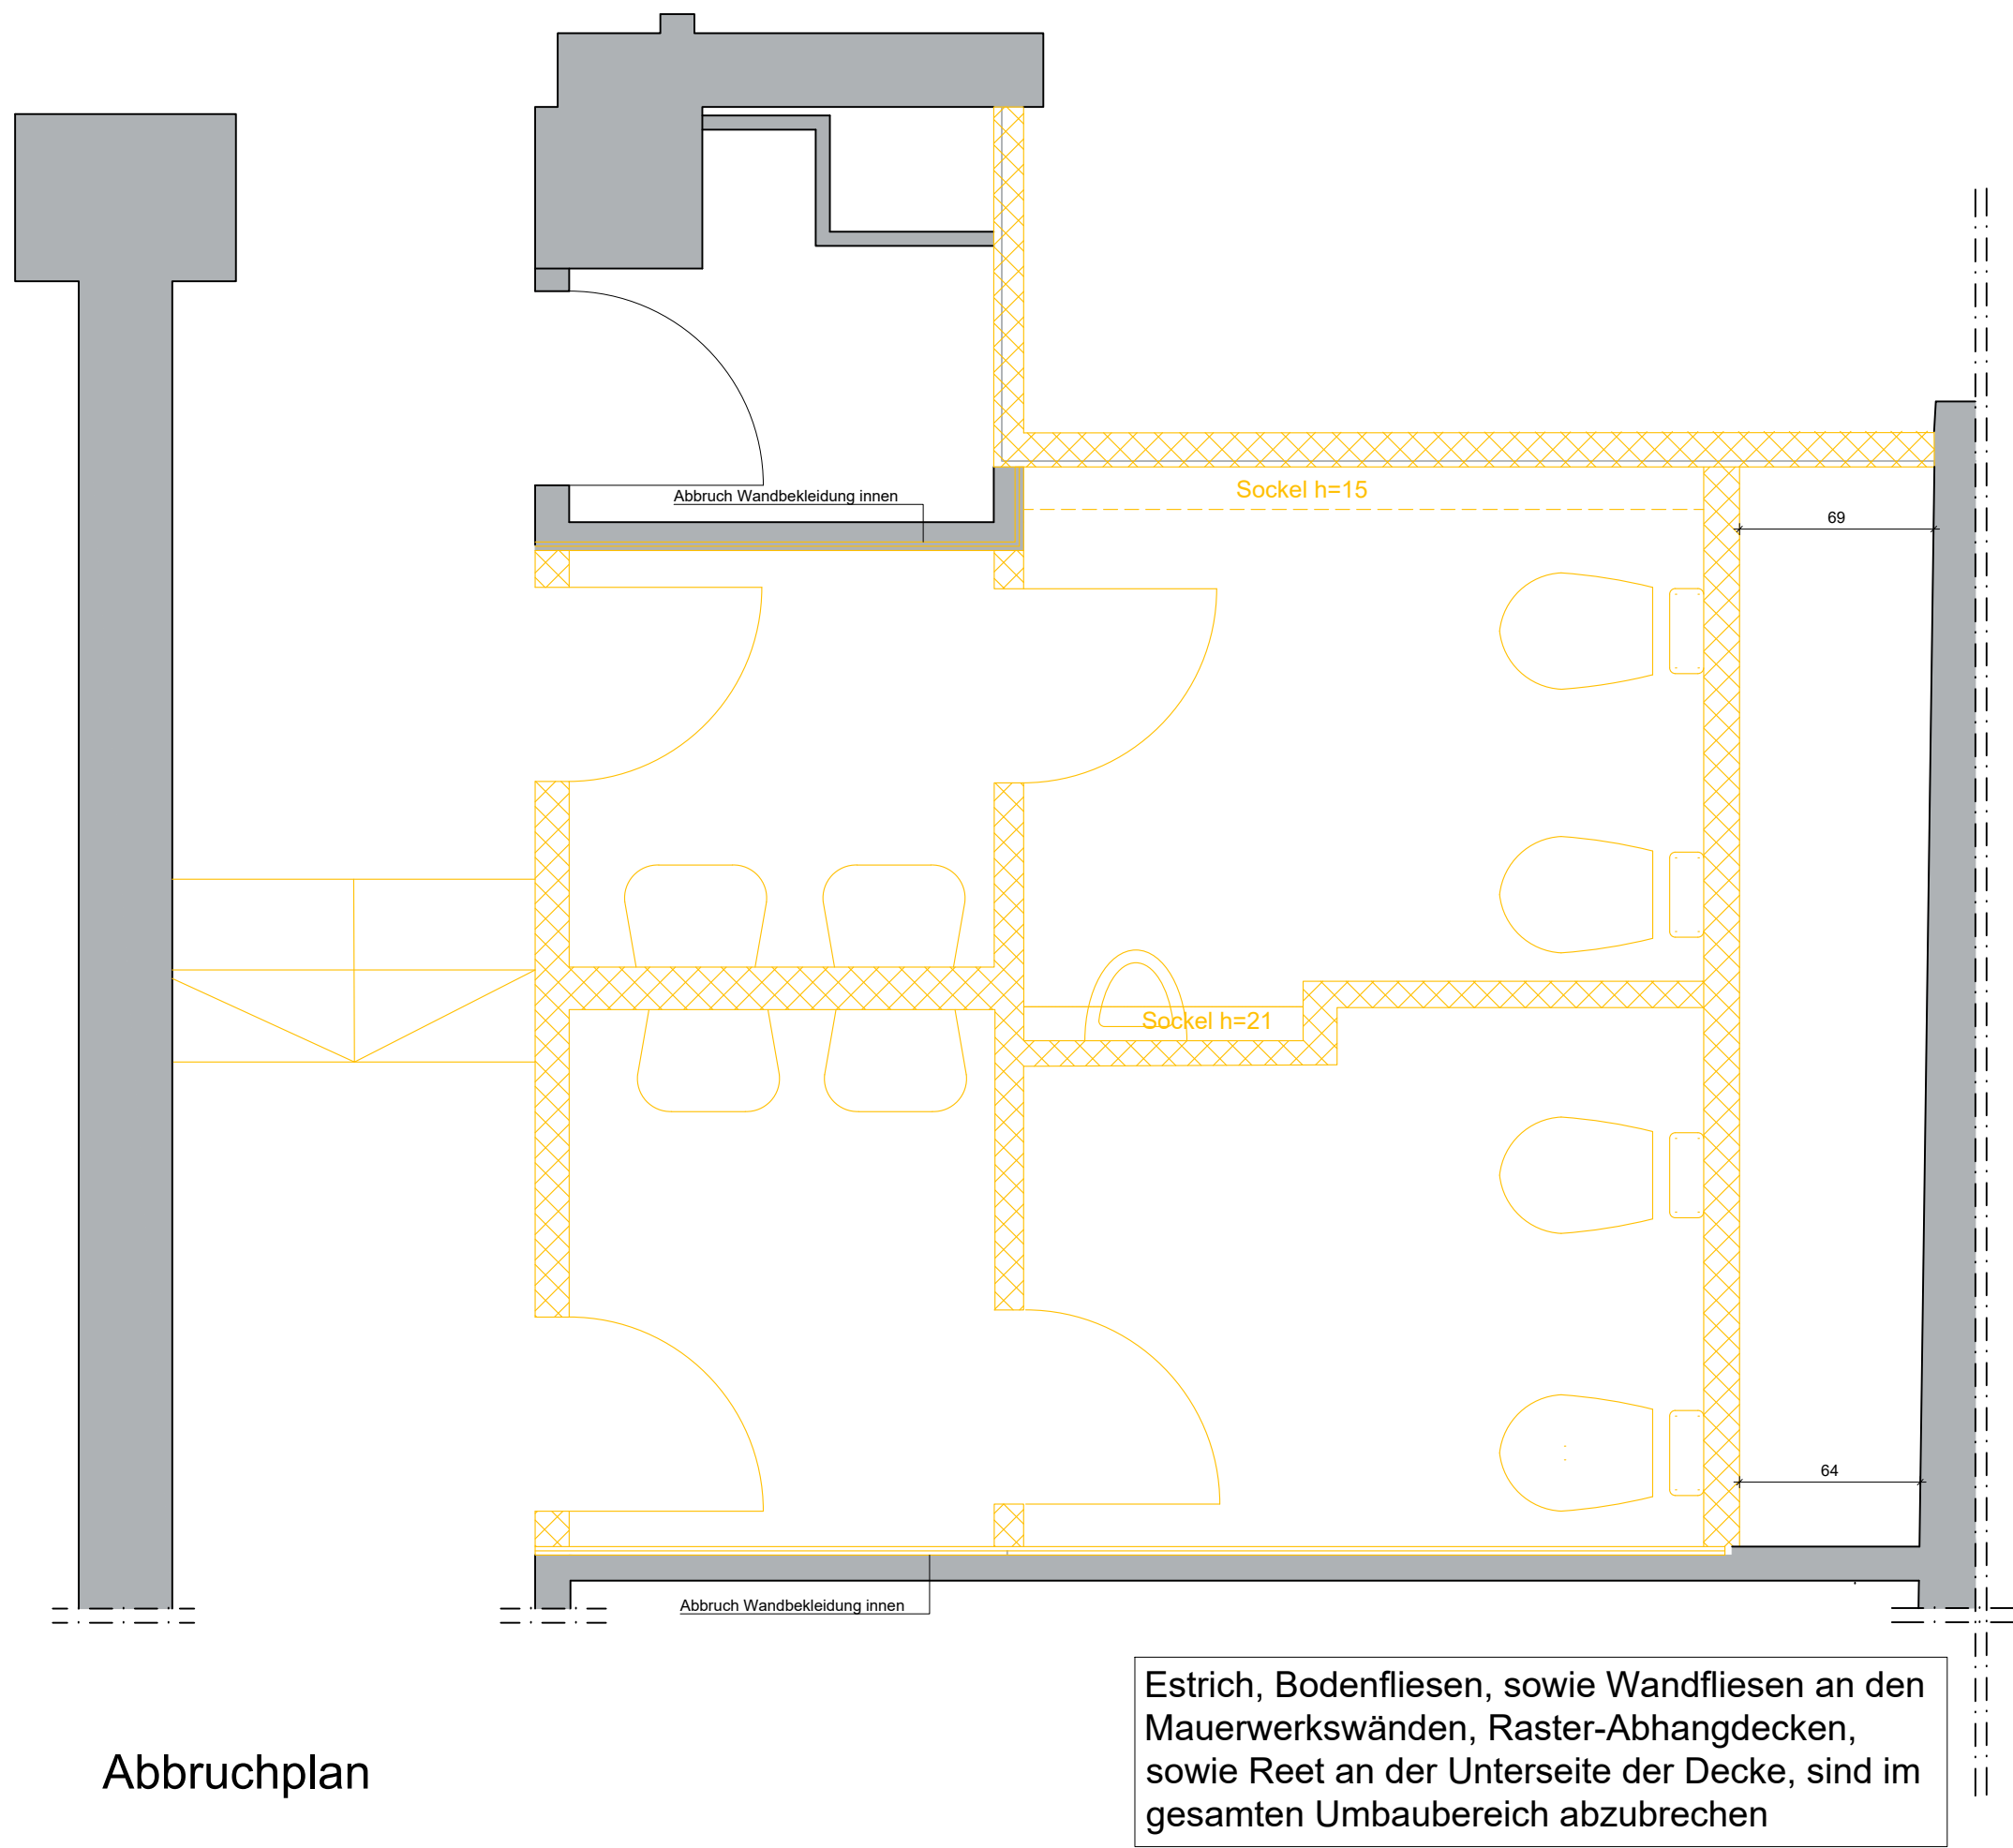 Abbruch Wandbekleidung innen
Sockel h=15
69
Sockel h=21
64
Abbruch Wandbekleidung innen
Estrich, Bodenfliesen, sowie Wandfliesen an den
Mauerwerkswänden, Raster-Abhangdecken,
sowie Reet an der Unterseite der Decke, sind im
gesamten Umbaubereich abzubrechen
Abbruchplan